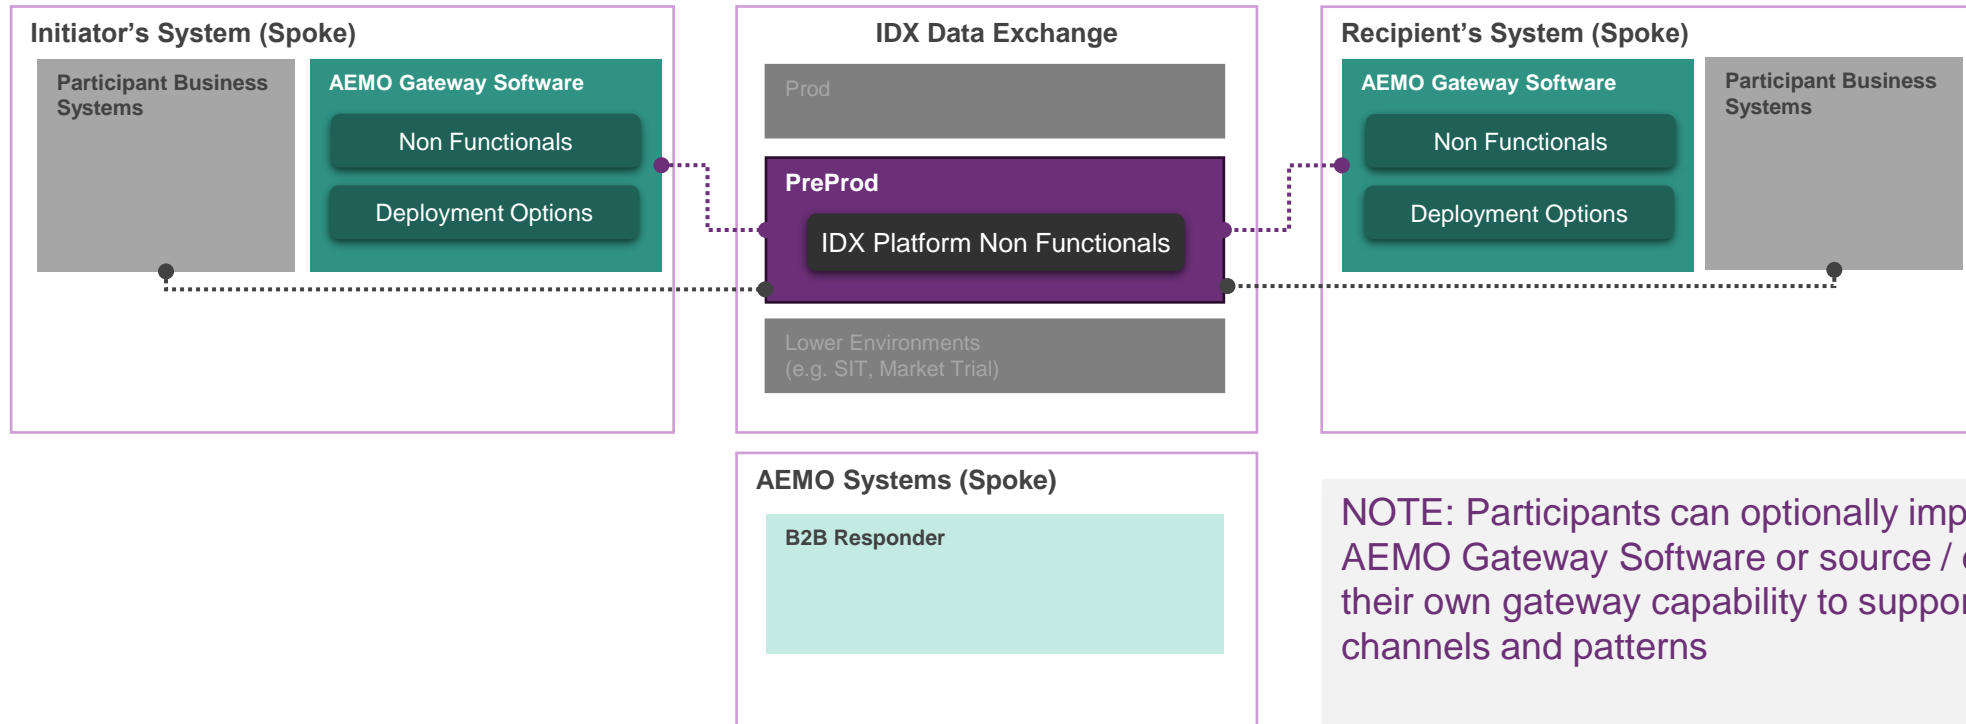 Initiator's System (Spoke)
Participant Business
Systems
AEMO Gateway Software
Non Functionals
Deployment Options
IDX Data Exchange
Prod
PreProd
IDX Platform Non Functionals
Lower Environments
(e.g. SIT, Market Trial)
Recipient's System (Spoke)
AEMO Gateway Software
Non Functionals
Deployment Options
Participant Business
Systems
AEMO Systems (Spoke)
B2B Responder
NOTE: Participants can optionally
AEMO Gateway Software or source /
their own gateway capability to
channels and patterns